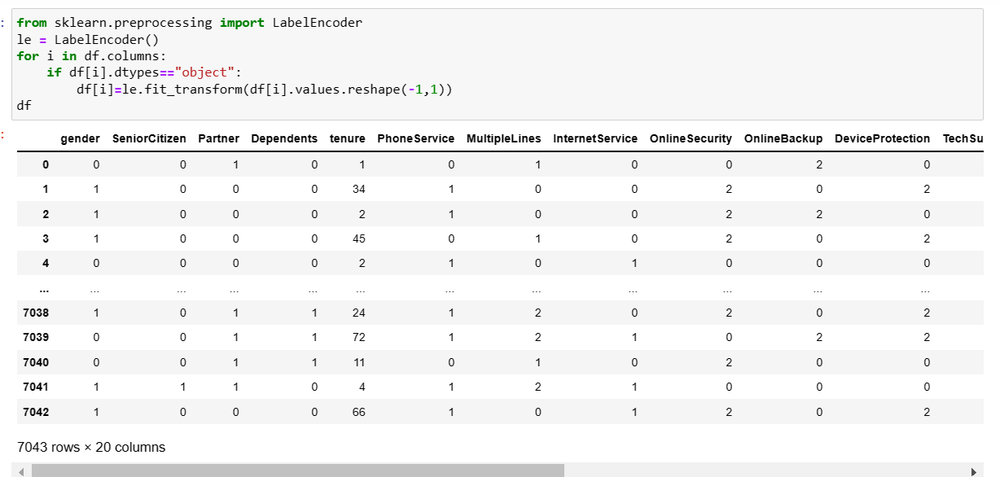 : from sklearn.preprocessing import LabelEncoder
le = LabelEncoder()
for i in df.columns:
    if df[i].dtypes=="object":
        df[i]=le.fit_transform(df[i].values.reshape(-1,1))
df
:
gender SeniorCitizen Partner Dependents tenure PhoneService MultipleLines InternetService OnlineSecurity OnlineBackup DeviceProtection TechSu
0 0 0 1 0 1 0 1 0 0 2 0
1 1 0 0 0 34 1 0 0 2 0 2
2 1 0 0 0 2 1 0 0 2 2 0
3 1 0 0 0 45 0 1 0 2 0 2
4 0 0 0 0 2 1 0 1 0 0 0
... ... ... ... ... ... ... ... ... ... ... ...
7038 1 0 1 1 24 1 2 0 2 0 2
7039 0 0 1 1 72 1 2 1 0 2 2
7040 0 0 1 1 11 0 1 0 2 0 0
7041 1 1 1 0 4 1 2 1 0 0 0
7042 1 0 0 0 66 1 0 1 2 0 2
7043 rows × 20 columns